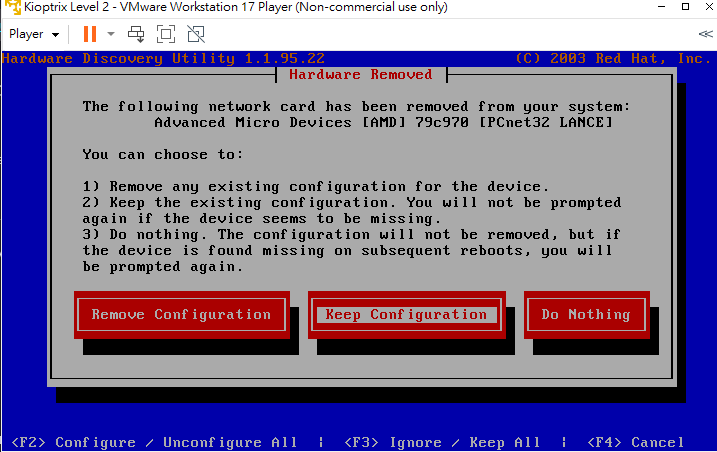 Kioptrix Level 2 - VMware Workstation 17 Player (Non-commercial use only)
Player
Hardware Discovery Utility 1.1.95.22 (C) 2003 Red Hat, Inc.
Hardware Removed
The following network card has been removed from your system:
Advanced Micro Devices [AMD] 79c970 [PCnet32 LANCE]
You can choose to:
1) Remove any existing configuration for the device.
2) Keep the existing configuration. You will not be prompted
again if the device seems to be missing.
3) Do nothing. The configuration will not be removed, but if
the device is found missing on subsequent reboots, you will
be prompted again.
Remove Configuration Keep Configuration Do Nothing
<F2> Configure / Unconfigure All | <F3> Ignore / Keep All | <F4> Cancel